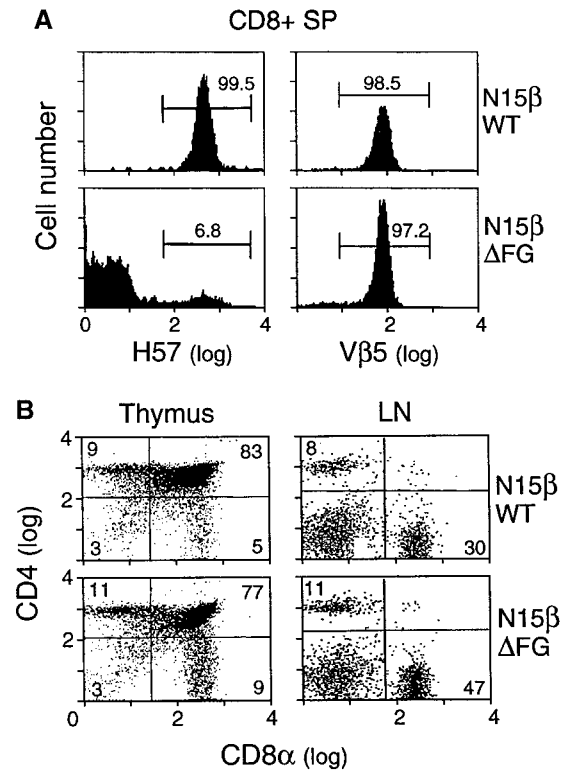 A
CD8+ SP
99.5
98.5
N15β
WT
Cell number
6.8
97.2
N15β
ΔFG
0 2 4
0 2 4
H57 (log)
Vβ5 (log)
B
Thymus
LN
4
9 83
8
N15β
WT
2
3 5
30
CD4 (log)
4
11 77
11
N15β
ΔFG
2
3 9
47
0 2 4
2 4
CD8α (log)